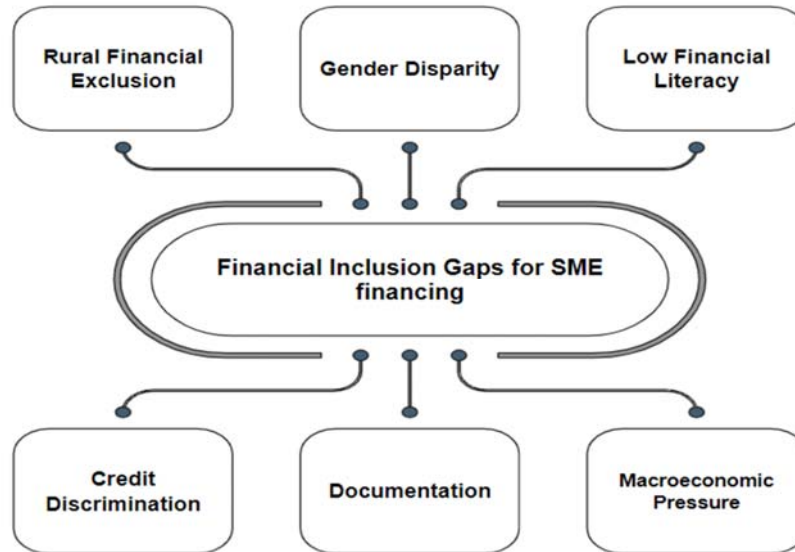 Rural Financial
Exclusion
Gender Disparity
Low Financial
Literacy
Financial Inclusion Gaps for SME
financing
Credit
Discrimination
Documentation
Macroeconomic
Pressure